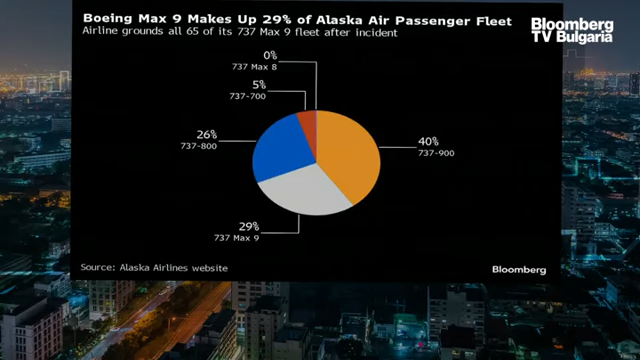 Boeing Max 9 Makes Up 29% of Alaska Air Passenger Fleet
Airline grounds all 65 of its 737 Max 9 fleet after incident
Bloomberg
TV Bulgaria
0%
737 Max 8
5%
737-700
26%
737-800
40%
737-900
29%
737 Max 9
Source: Alaska Airlines website
Bloomberg